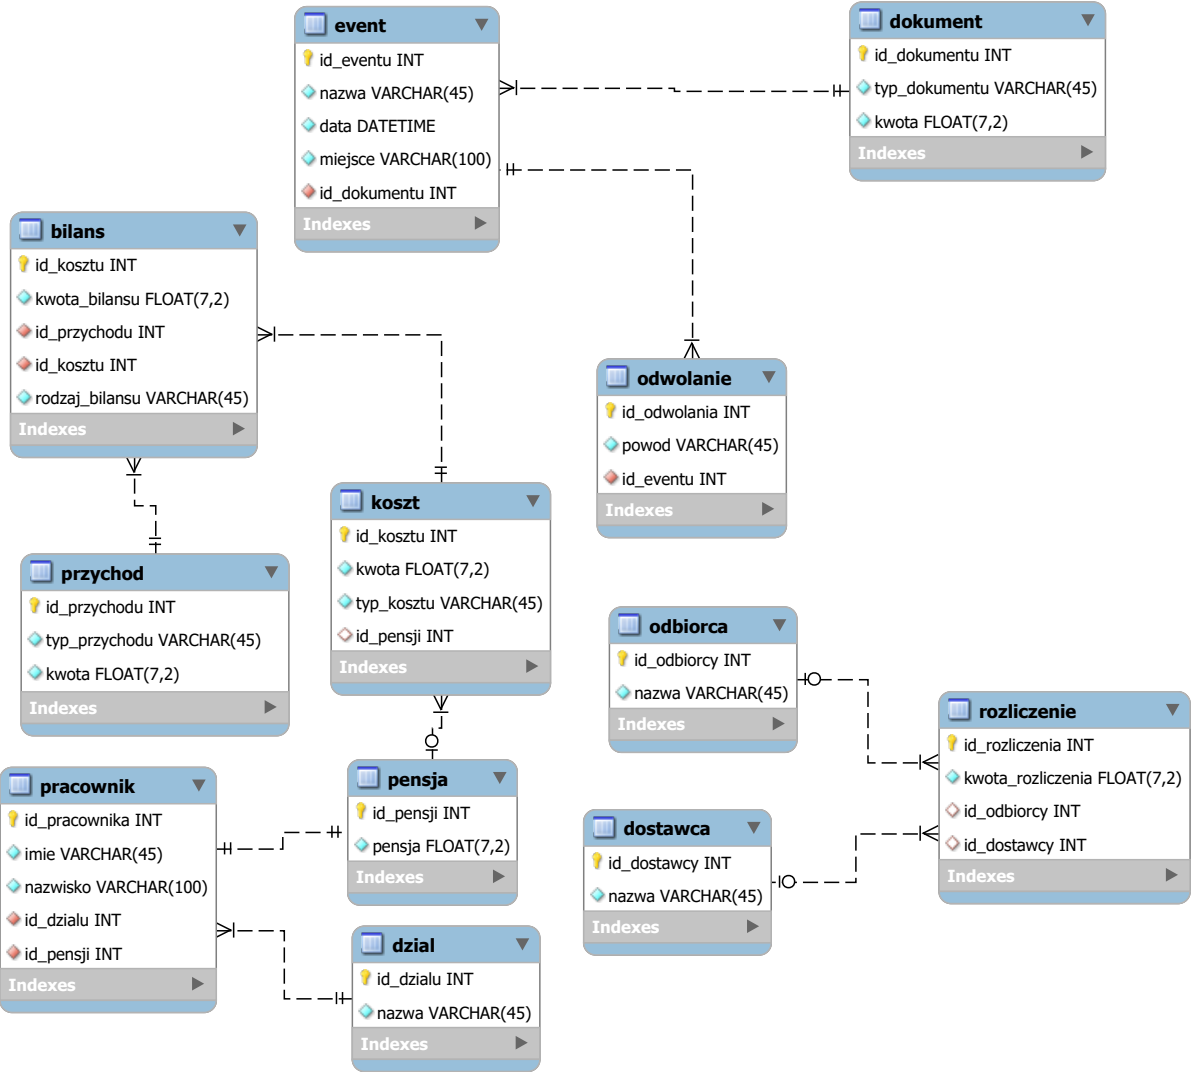 event
id_eventu INT
nazwa VARCHAR(45)
data DATETIME
miejsce VARCHAR(100)
id_dokumentu INT
Indexes
dokument
id_dokumentu INT
typ_dokumentu VARCHAR(45)
kwota FLOAT(7,2)
Indexes
bilans
id_kosztu INT
kwota_bilansu FLOAT(7,2)
id_przychodu INT
id_kosztu INT
rodzaj_bilansu VARCHAR(45)
Indexes
odwolanie
id_odwolania INT
powod VARCHAR(45)
id_eventu INT
Indexes
koszt
id_kosztu INT
kwota FLOAT(7,2)
typ_kosztu VARCHAR(45)
id_pensji INT
Indexes
przychod
id_przychodu INT
typ_przychodu VARCHAR(45)
kwota FLOAT(7,2)
Indexes
odbiorca
id_odbiorcy INT
nazwa VARCHAR(45)
Indexes
rozliczenie
id_rozliczenia INT
kwota_rozliczenia FLOAT(7,2)
id_odbiorcy INT
id_dostawcy INT
Indexes
pracownik
id_pracownika INT
imie VARCHAR(45)
nazwisko VARCHAR(100)
id_dzialu INT
id_pensji INT
Indexes
pensja
id_pensji INT
pensja FLOAT(7,2)
Indexes
dostawca
id_dostawcy INT
nazwa VARCHAR(45)
Indexes
dzial
id_dzialu INT
nazwa VARCHAR(45)
Indexes